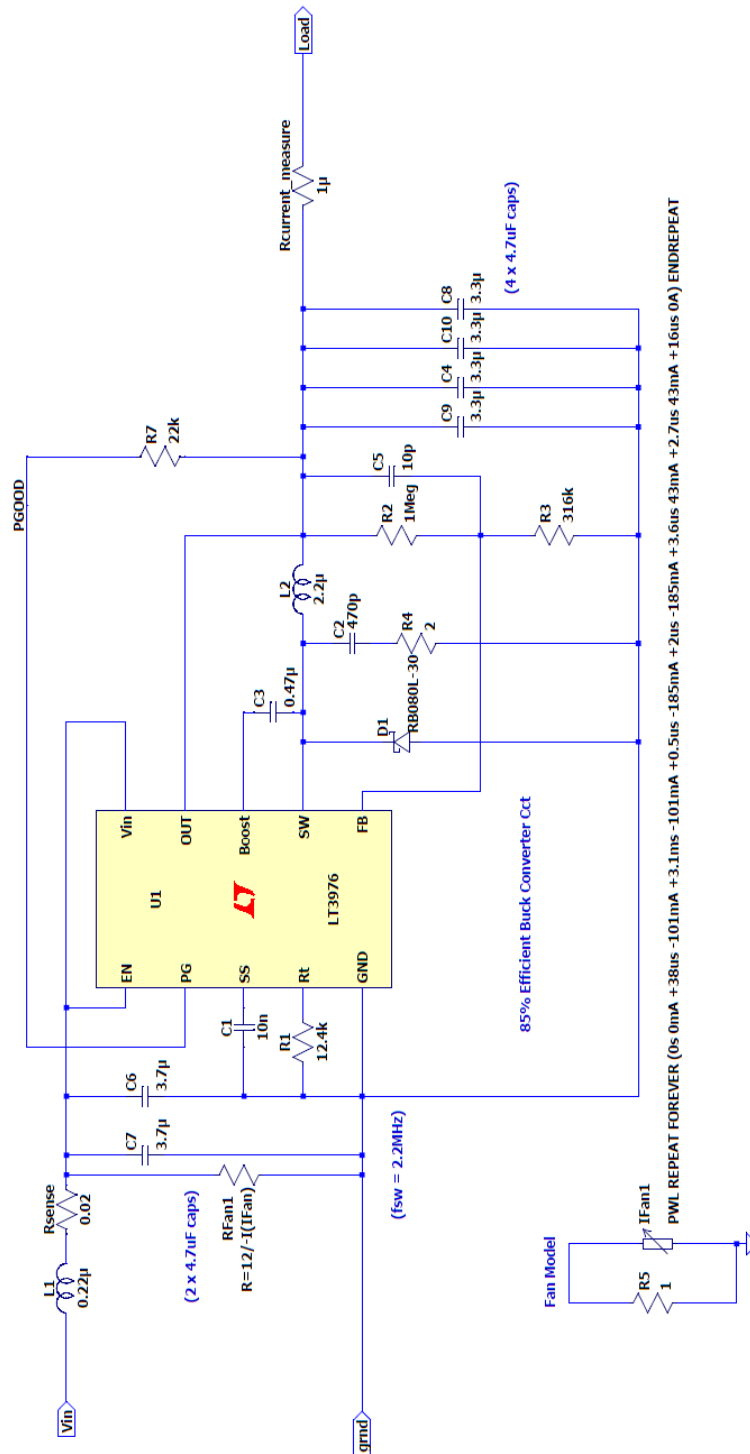 Vin
L1
0.22µ
Rsense
0.02
(2 x 4.7uF caps)
RFan1
R=12/-I(IFan)
C7
3.7µ
C6
3.7µ
C1
10n
R1
12.4k
grnd
(fsw = 2.2MHz)
PGOOD
EN
PG
SS
Rt
GND
U1
LT
LT3976
Vin
OUT
Boost
SW
FB
C3
0.47µ
D1
RB080L-30
C2
470p
R4
2
L2
2.2µ
R2
1Meg
C5
10p
R3
316k
R7
22k
C9
3.3µ
C4
3.3µ
C10
3.3µ
C8
3.3µ
(4 x 4.7uF caps)
Rcurrent_measure
1µ
Load
85% Efficient Buck Converter Cct
Fan Model
R5
1
IFan1
PWL REPEAT FOREVER (0s 0mA +38us -101mA +3.1ms -101mA +0.5us -185mA +2us -185mA +3.6us 43mA +2.7us 43mA +16us 0A) ENDREPEAT